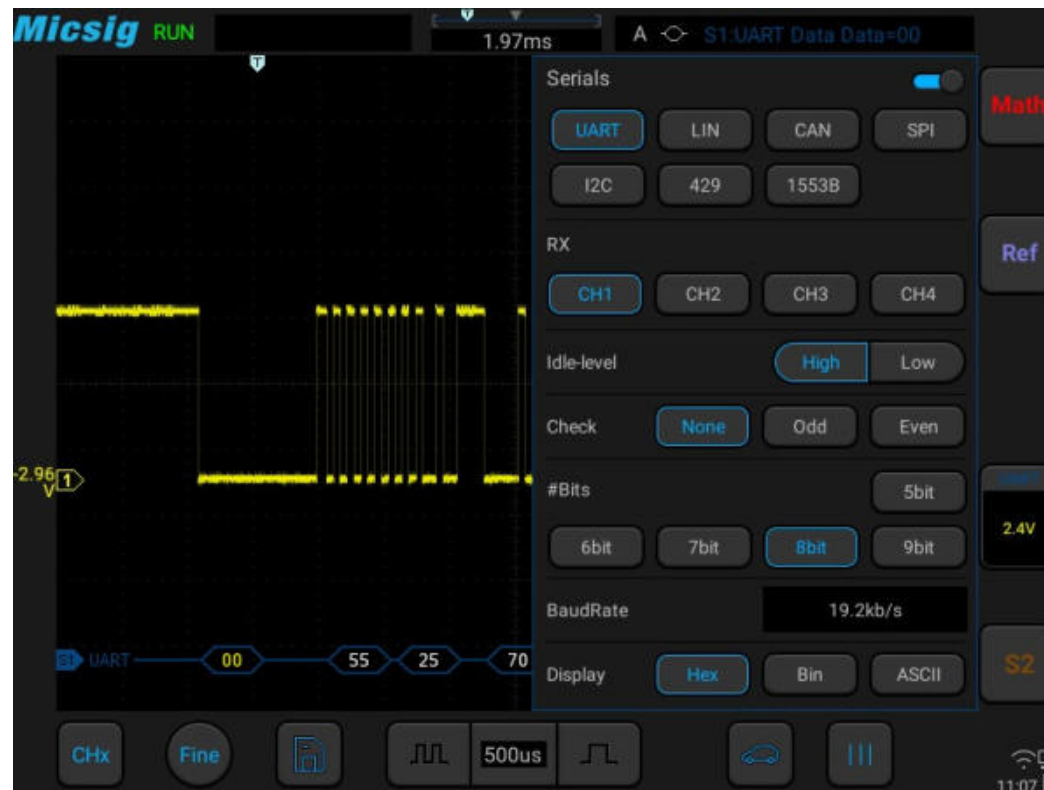 Micsig RUN
T
1.97ms
A S1:UART Data Data=00
T
Serials
UART LIN CAN SPI
I2C 429 1553B
Math
RX
CH1 CH2 CH3 CH4
Ref
Idle-level High Low
Check None Odd Even
-2.96
V
1
#Bits 5bit
6bit 7bit 8bit 9bit
UART
2.4V
BaudRate 19.2kb/s
S1 UART 00 55 25 70
Display Hex Bin ASCII
S2
CHx Fine 500us
11:07